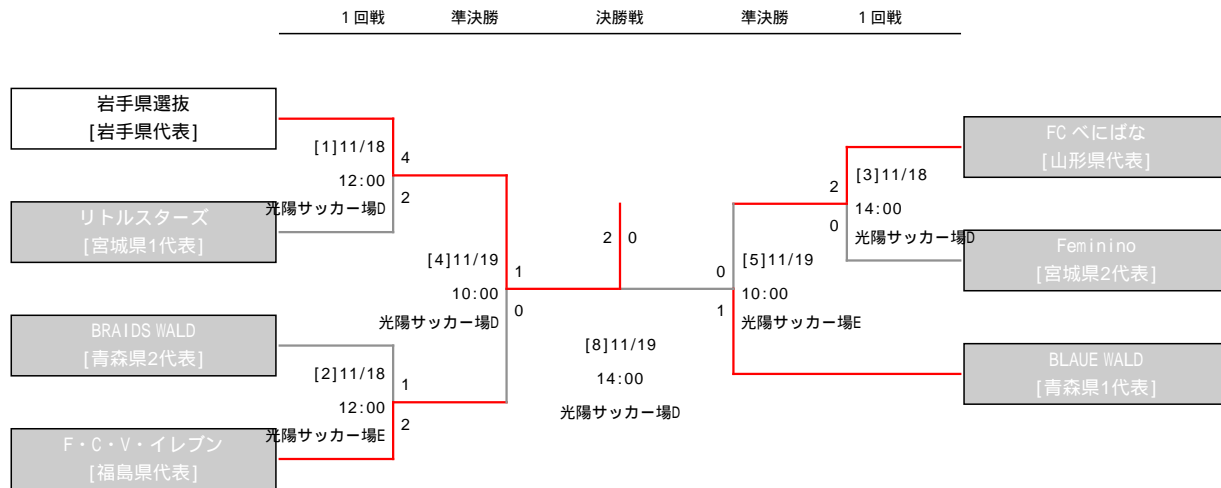 1回戦 準決勝 決勝戦 準決勝 1回戦
岩手県選抜
[岩手県代表]
[1]11/18
4
12:00
2
光陽サッカー場D
リトルスターズ
[宮城県1代表]
[4]11/19
1
10:00
0
光陽サッカー場D
BRAIDS WALD
[青森県2代表]
[2]11/18
1
12:00
2
光陽サッカー場E
F・C・V・イレブン
[福島県代表]
2 0
[8]11/19
14:00
光陽サッカー場D
FCべにばな
[山形県代表]
2
[3]11/18
14:00
0
光陽サッカー場D
Feminino
[宮城県2代表]
0
[5]11/19
10:00
1
光陽サッカー場E
BLAUE WALD
[青森県1代表]